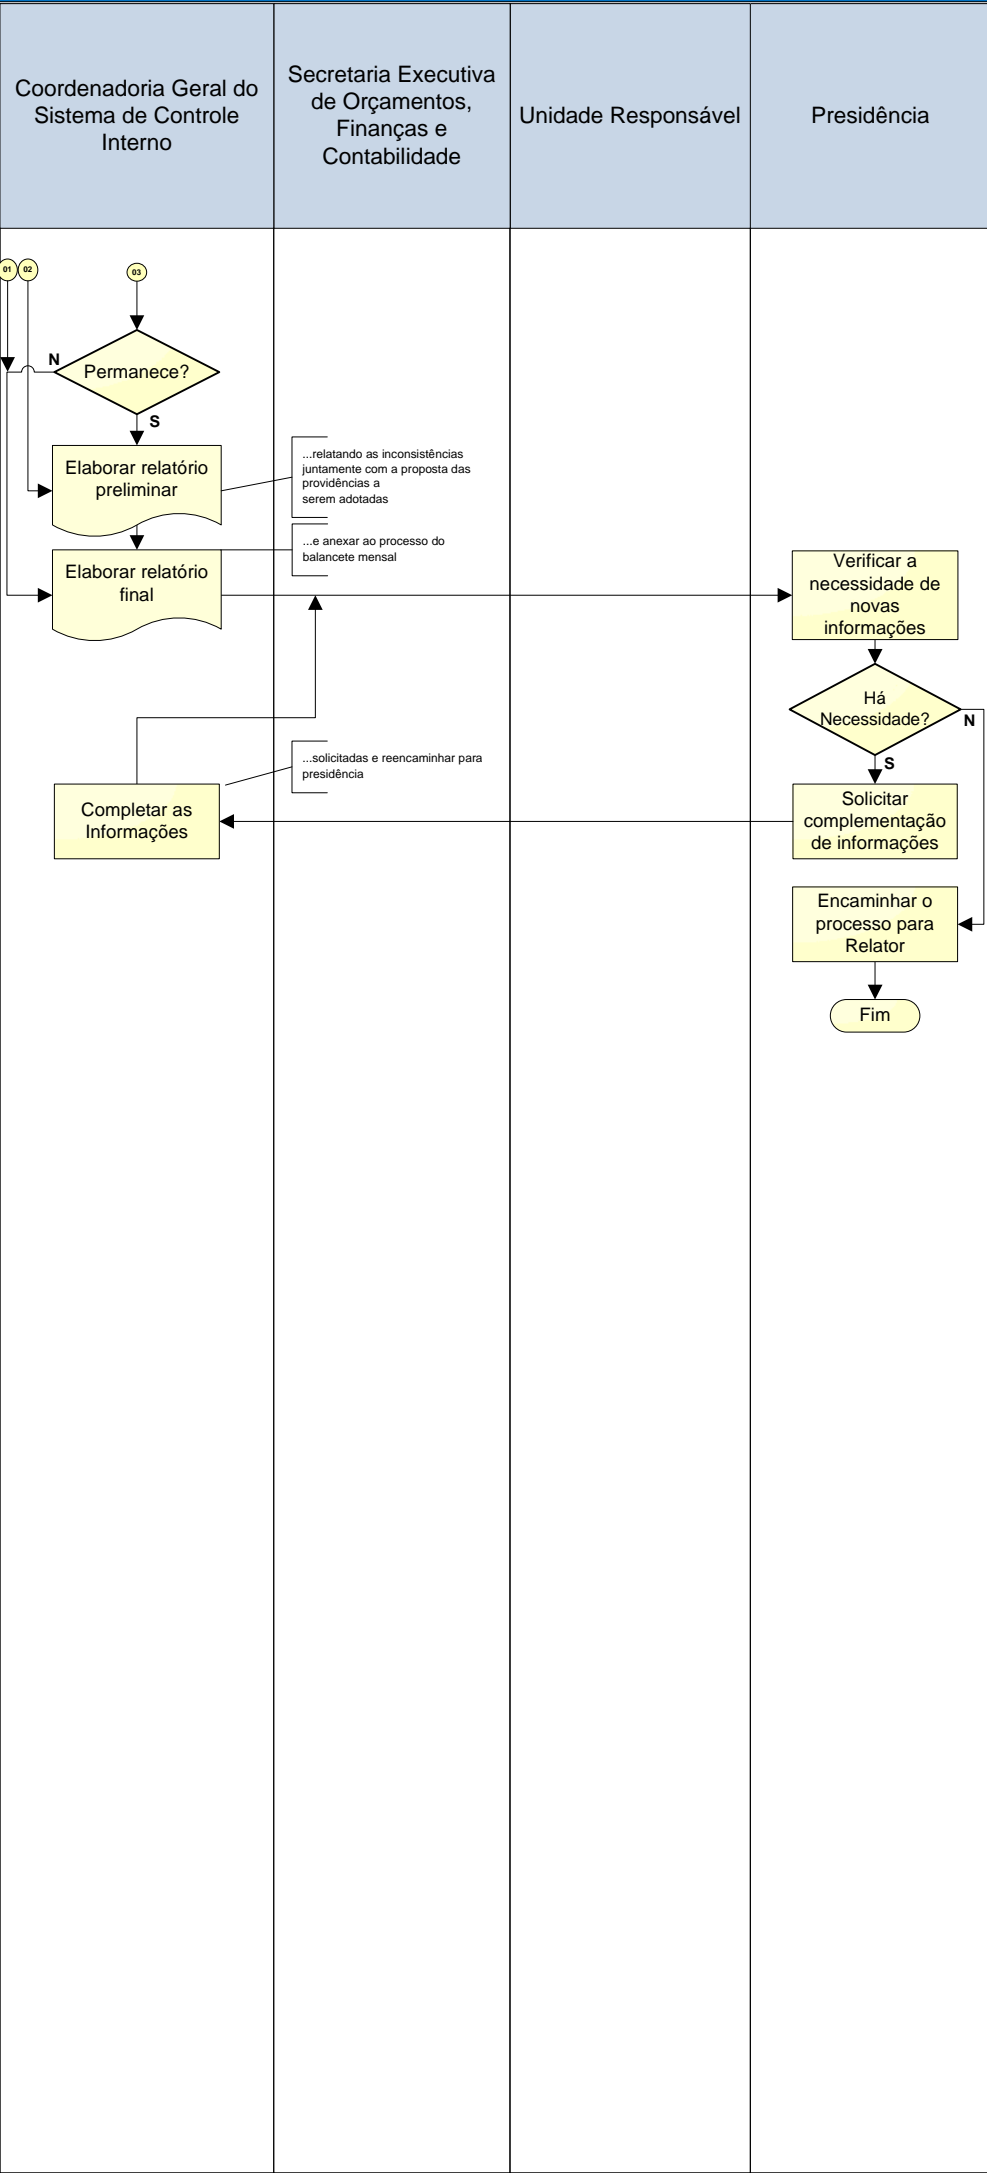 Coordenadoria Geral do
Sistema de Controle
Interno
Secretaria Executiva
de Orçamentos,
Finanças e
Contabilidade
Unidade Responsável
Presidência
01
02
03
N
Permanece?
S
Elaborar relatório
preliminar
...relatando as inconsistências
juntamente com a proposta das
providências a
serem adotadas
...e anexar ao processo do
balancete mensal
Elaborar relatório
final
Verificar a
necessidade de
novas
informações
Há
Necessidade?
N
S
...solicitadas e reencaminhar para
presidência
Completar as
Informações
Solicitar
complementação
de informações
Encaminhar o
processo para
Relator
Fim